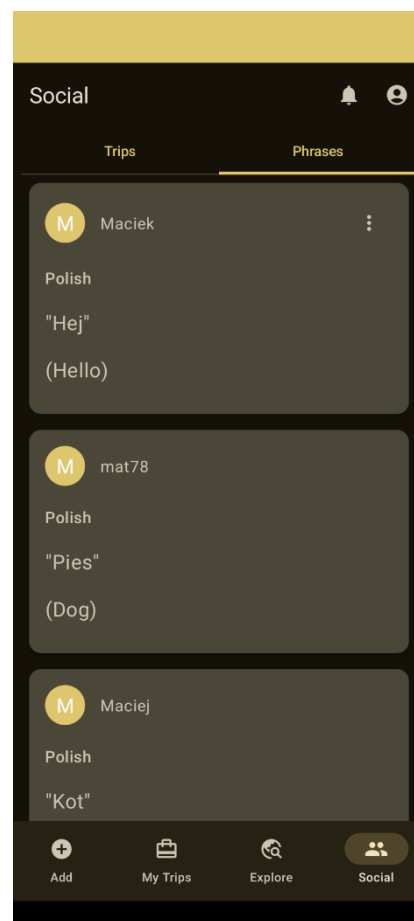 Social
Trips Phrases
M Maciek
Polish
"Hej"
(Hello)
M mat78
Polish
"Pies"
(Dog)
M Maciej
Polish
"Kot"
Add My Trips Explore Social